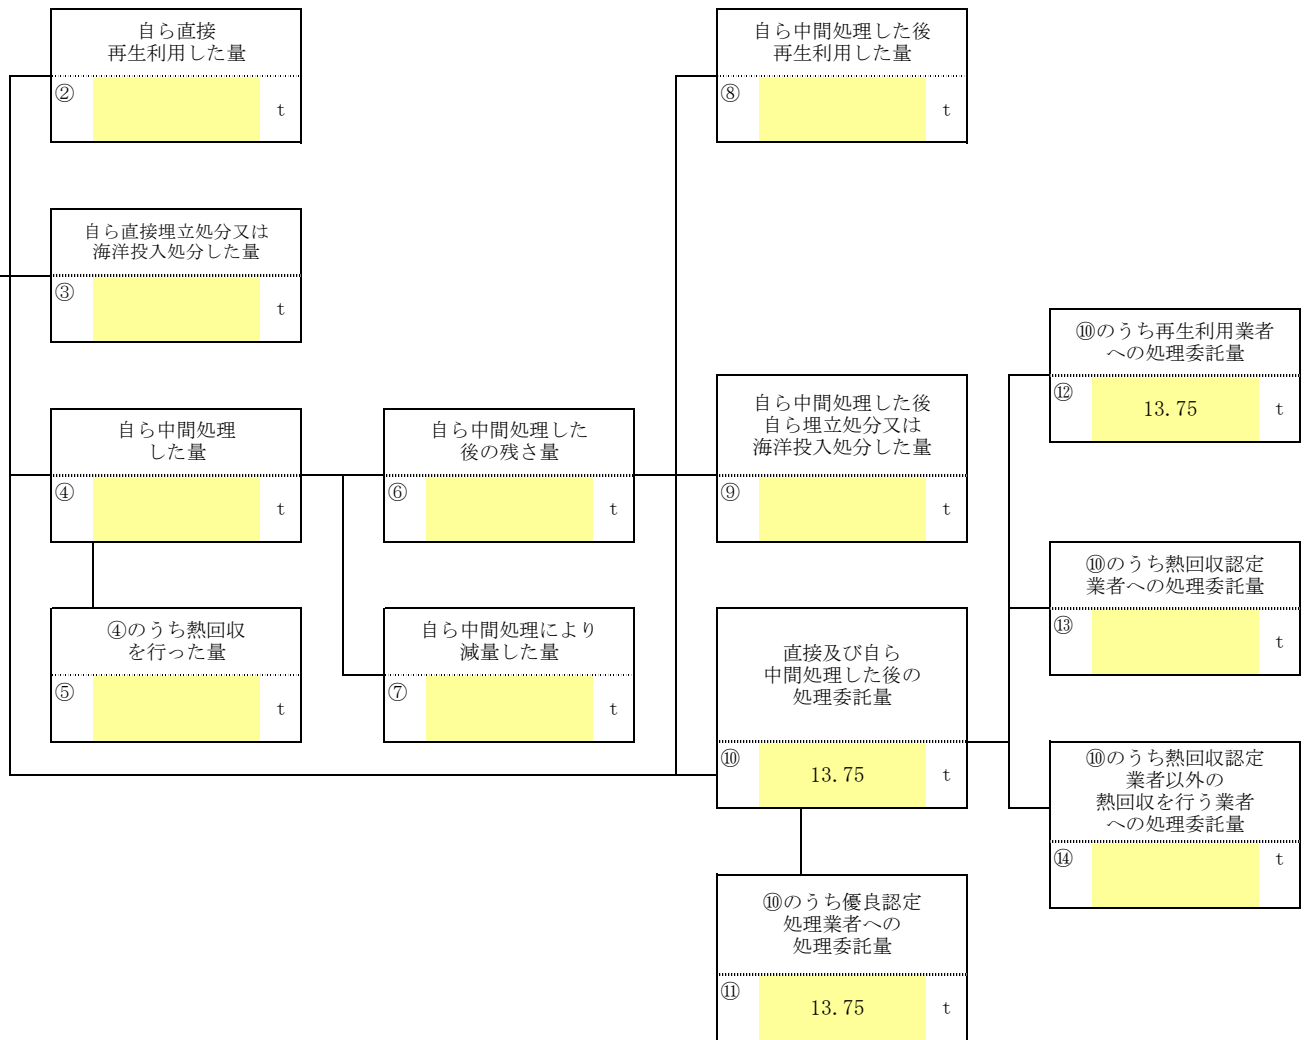 自ら直接
再生利用した量
②
t
自ら中間処理した後
再生利用した量
⑧
t
自ら直接埋立処分又は
海洋投入処分した量
③
t
⑩のうち再生利用業者
への処理委託量
⑫
13.75
t
自ら中間処理
した量
④
t
自ら中間処理した
後の残さ量
⑥
t
自ら中間処理した後
自ら埋立処分又は
海洋投入処分した量
⑨
t
⑩のうち熱回収認定
業者への処理委託量
⑬
t
④のうち熱回収
を行った量
⑤
t
自ら中間処理により
減量した量
⑦
t
直接及び自ら
中間処理した後の
処理委託量
⑩
13.75
t
⑩のうち熱回収認定
業者以外の
熱回収を行う業者
への処理委託量
⑭
t
⑩のうち優良認定
処理業者への
処理委託量
⑪
13.75
t